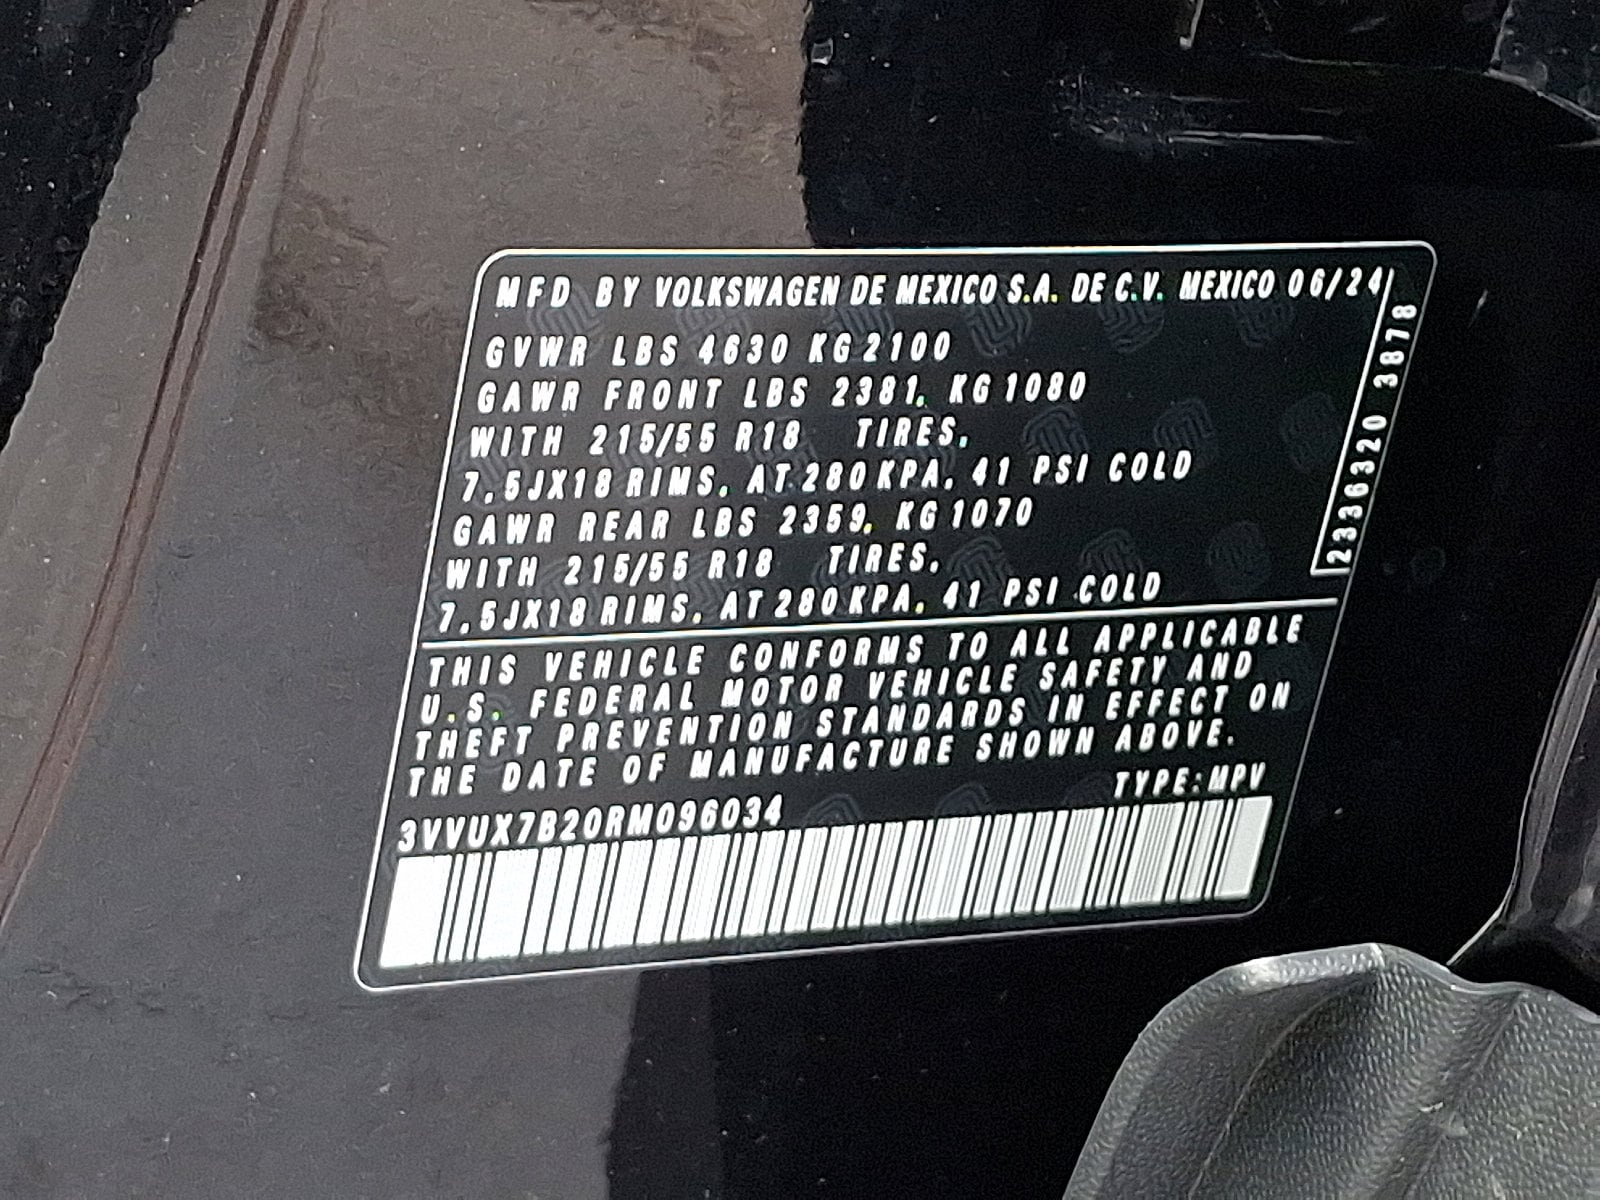 MFD BY VOLKSWAGEN DE MEXICO S.A. DE C.V. MEXICO 06/24
GVWR LBS 4630 KG 2100
GAWR FRONT LBS 2381, KG 1080
WITH 215/55 R18 TIRES,
7,5JX18 RIMS, AT 280 KPA, 41 PSI COLD
GAWR REAR LBS 2359, KG 1070
WITH 215/55 R18 TIRES,
7,5JX18 RIMS, AT 280 KPA, 41 PSI COLD
2336320 3878
THIS VEHICLE CONFORMS TO ALL APPLICABLE
U.S. FEDERAL MOTOR VEHICLE SAFETY AND
THEFT PREVENTION STANDARDS IN EFFECT ON
THE DATE OF MANUFACTURE SHOWN ABOVE.
TYPE: MPV
3VVUX7B20RM096034